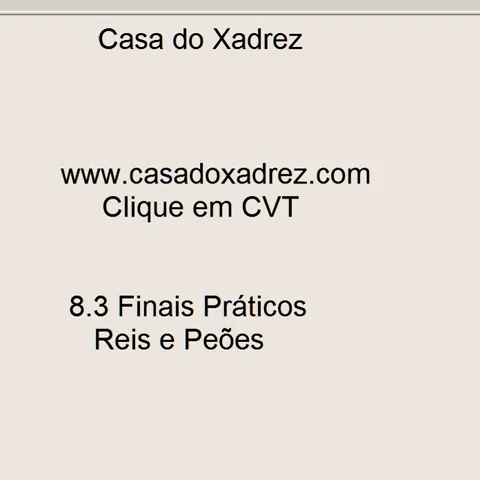 Casa do Xadrez
www.casadoxadrez.com
Clique em CVT
8.3 Finais Práticos
Reis e Peões